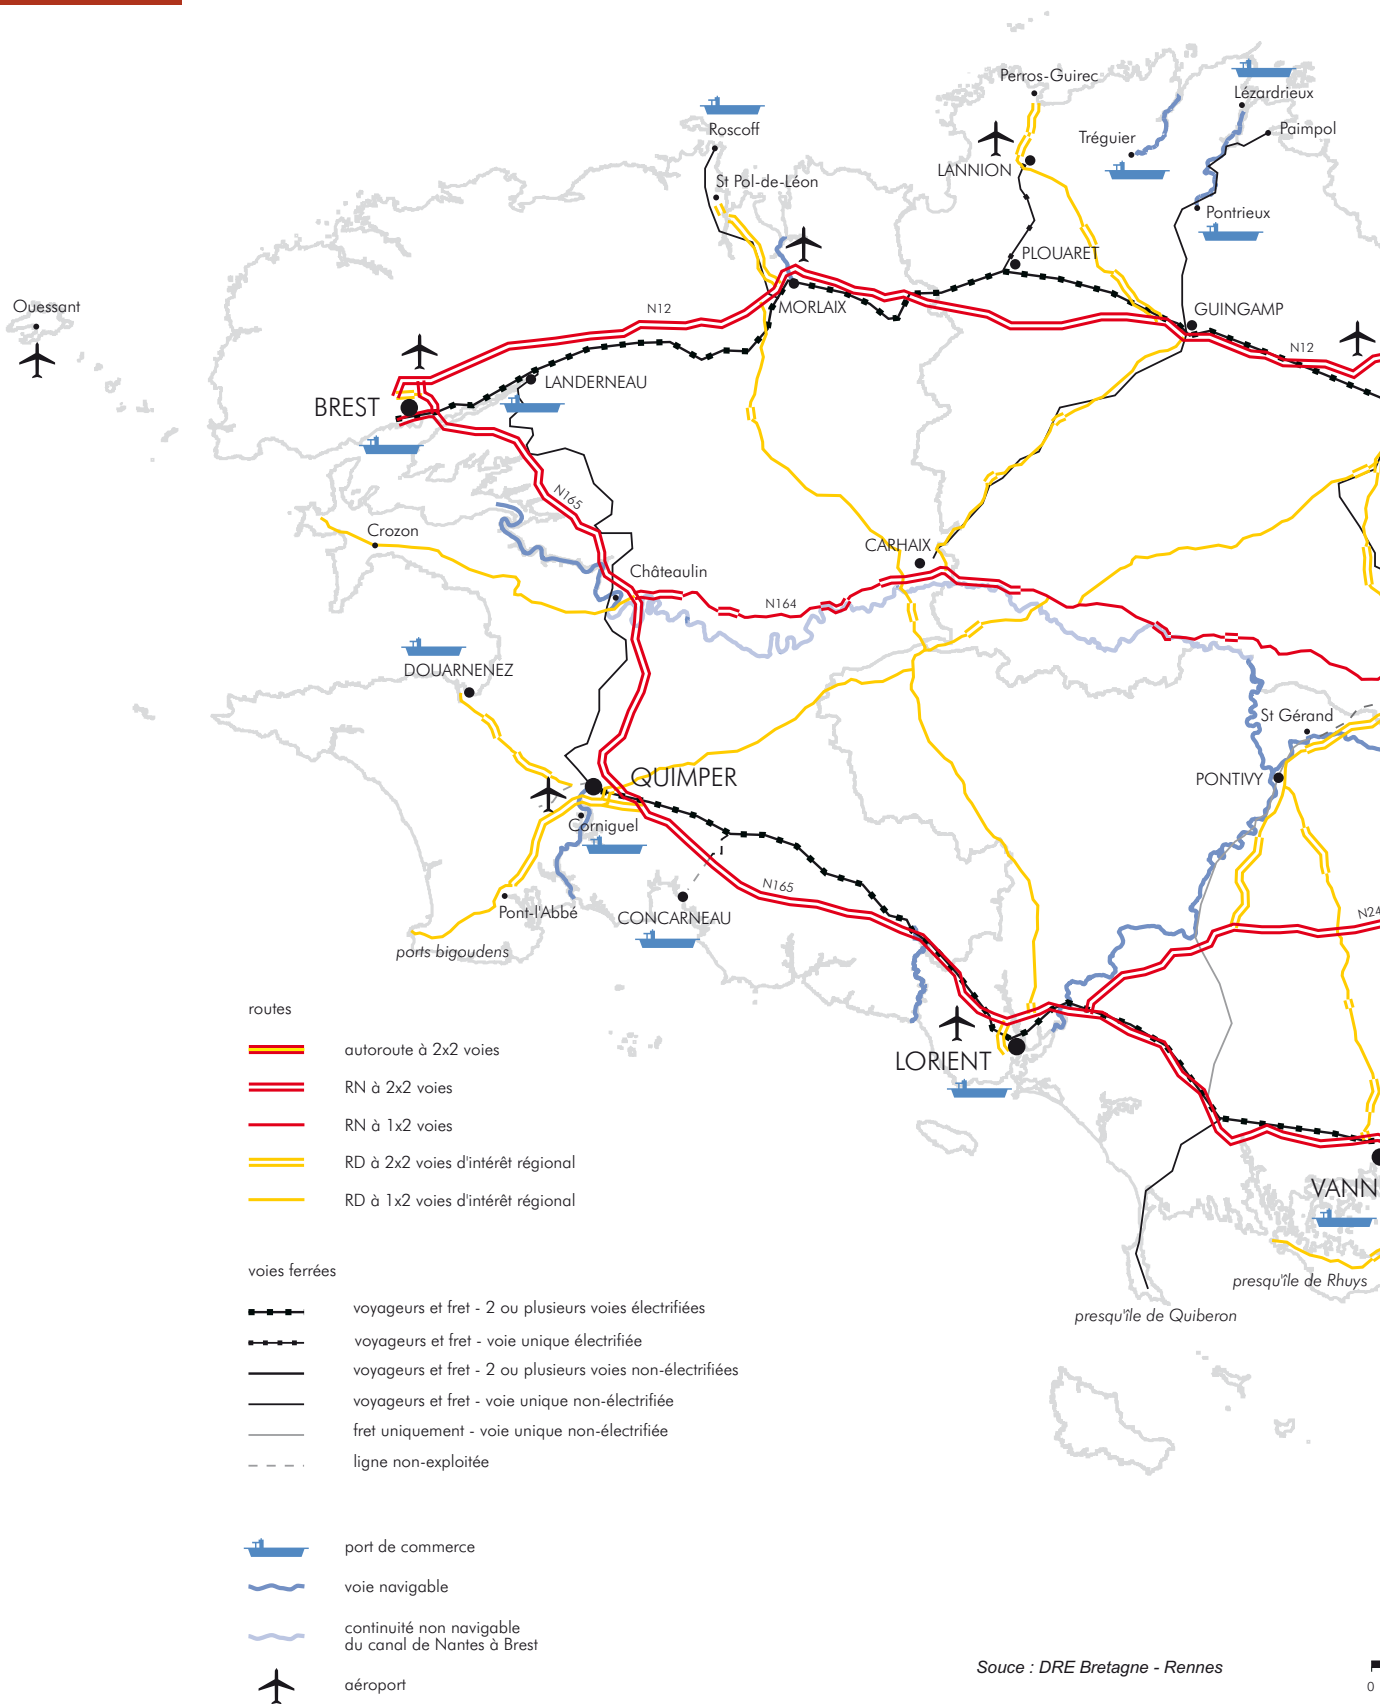 Perros-Guirec
Lézardrieux
Roscoff
Paimpol
Tréguier
LANNION
St Pol-de-Léon
Pontrieux
PLOUARET
Ouessant
N12
MORLAIX
GUINGAMP
N12
LANDERNEAU
BREST
N165
Crozon
CARHAIX
Châteaulin
N164
DOUARNENEZ
St Gérand
QUIMPER
PONTIVY
Corniguel
N165
Pont-l'Abbé
CONCARNEAU
N24
ports bigoudens
routes
autoroute à 2x2 voies
LORIENT
RN à 2x2 voies
RN à 1x2 voies
RD à 2x2 voies d'intérêt régional
VANN
RD à 1x2 voies d'intérêt régional
voies ferrées
presqu'île de Rhuys
voyageurs et fret - 2 ou plusieurs voies électrifiées
presqu'île de Quiberon
voyageurs et fret - voie unique électrifiée
voyageurs et fret - 2 ou plusieurs voies non-électrifiées
voyageurs et fret - voie unique non-électrifiée
fret uniquement - voie unique non-électrifiée
ligne non-exploitée
port de commerce
voie navigable
continuité non navigable
du canal de Nantes à Brest
Souce : DRE Bretagne - Rennes
aéroport
0